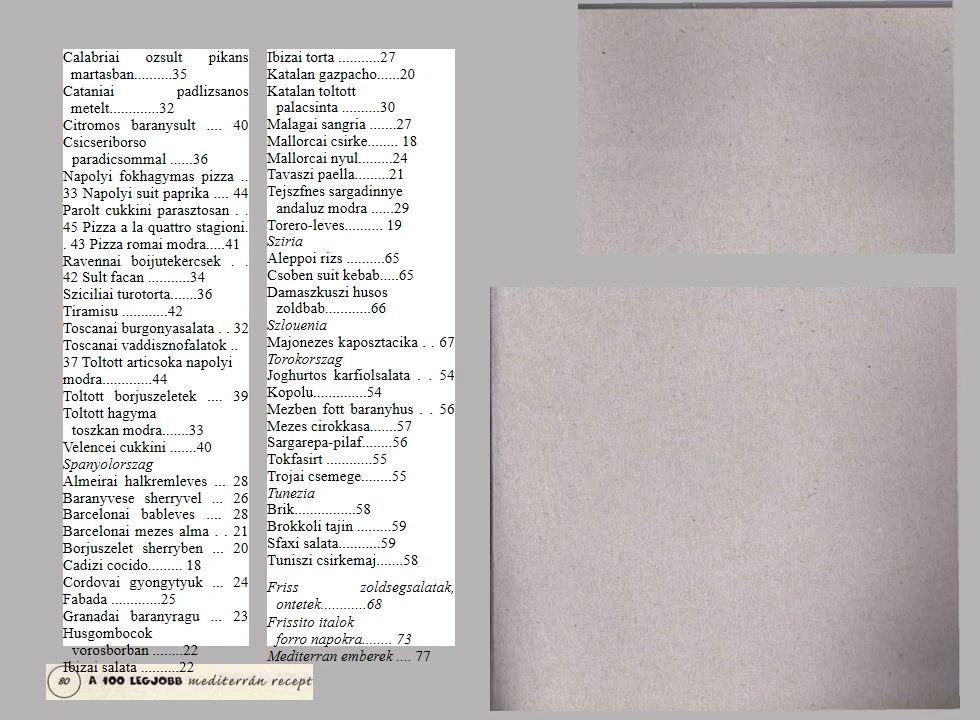 Calabriai ozsult pikans
martasban..........35
Cataniai padlizsanos
metelt.............32
Citromos baranysult .... 40
Csicseriborso
paradicsommal ......36
Napolyi fokhagymas pizza ..
33 Napolyi suit paprika .... 44
Parolt cukkini parasztosan . .
45 Pizza a la quattro stagioni.
. 43 Pizza romai modra.....41
Ravennai boijutekercsek . .
42 Sult facan ...........34
Sziciliai turotorta.......36
Tiramisu ............42
Toscanai burgonyasalata . . 32
Toscanai vaddisznofalatok ..
37 Toltott articsoka napolyi
modra.............44
Toltott borjuszeletek .... 39
Toltott hagyma
toszkan modra.......33
Velencei cukkini .......40
Spanyolorszag
Almeirai halkremleves ... 28
Baranyvese sherryvel ... 26
Barcelonai bableves .... 28
Barcelonai mezes alma . . 21
Borjuszelet sherryben ... 20
Cadizi cocido......... 18
Cordovai gyongytyuk ... 24
Fabada .............25
Granadai baranyragu ... 23
Husgombocok
vorosborban ........22
Ibizai salata ..........22
Ibizai torta ...........27
Katalan gazpacho......20
Katalan toltott
palacsinta ..........30
Malagai sangria .......27
Mallorcai csirke........ 18
Mallorcai nyul.........24
Tavaszi paella.........21
Tejszfnes sargadinnye
andaluz modra ......29
Torero-leves.......... 19
Sziria
Aleppoi rizs ..........65
Csoben suit kebab.....65
Damaszkuszi husos
zoldbab............66
Szlouenia
Majonezes kaposztacika . . 67
Torokorszag
Joghurtos karfiolsalata . . 54
Kopolu..............54
Mezben fott baranyhus . . 56
Mezes cirokkasa.......57
Sargarepa-pilaf........56
Tokfasirt ............55
Trojai csemege........55
Tunezia
Brik................58
Brokkoli tajin .........59
Sfaxi salata...........59
Tuniszi csirkemaj.......58
Friss zoldsegsalatak,
ontetek............68
Frissito italok
forro napokra........ 73
Mediterran emberek .... 77
80 A 100 LEGJOBB mediterrán recept